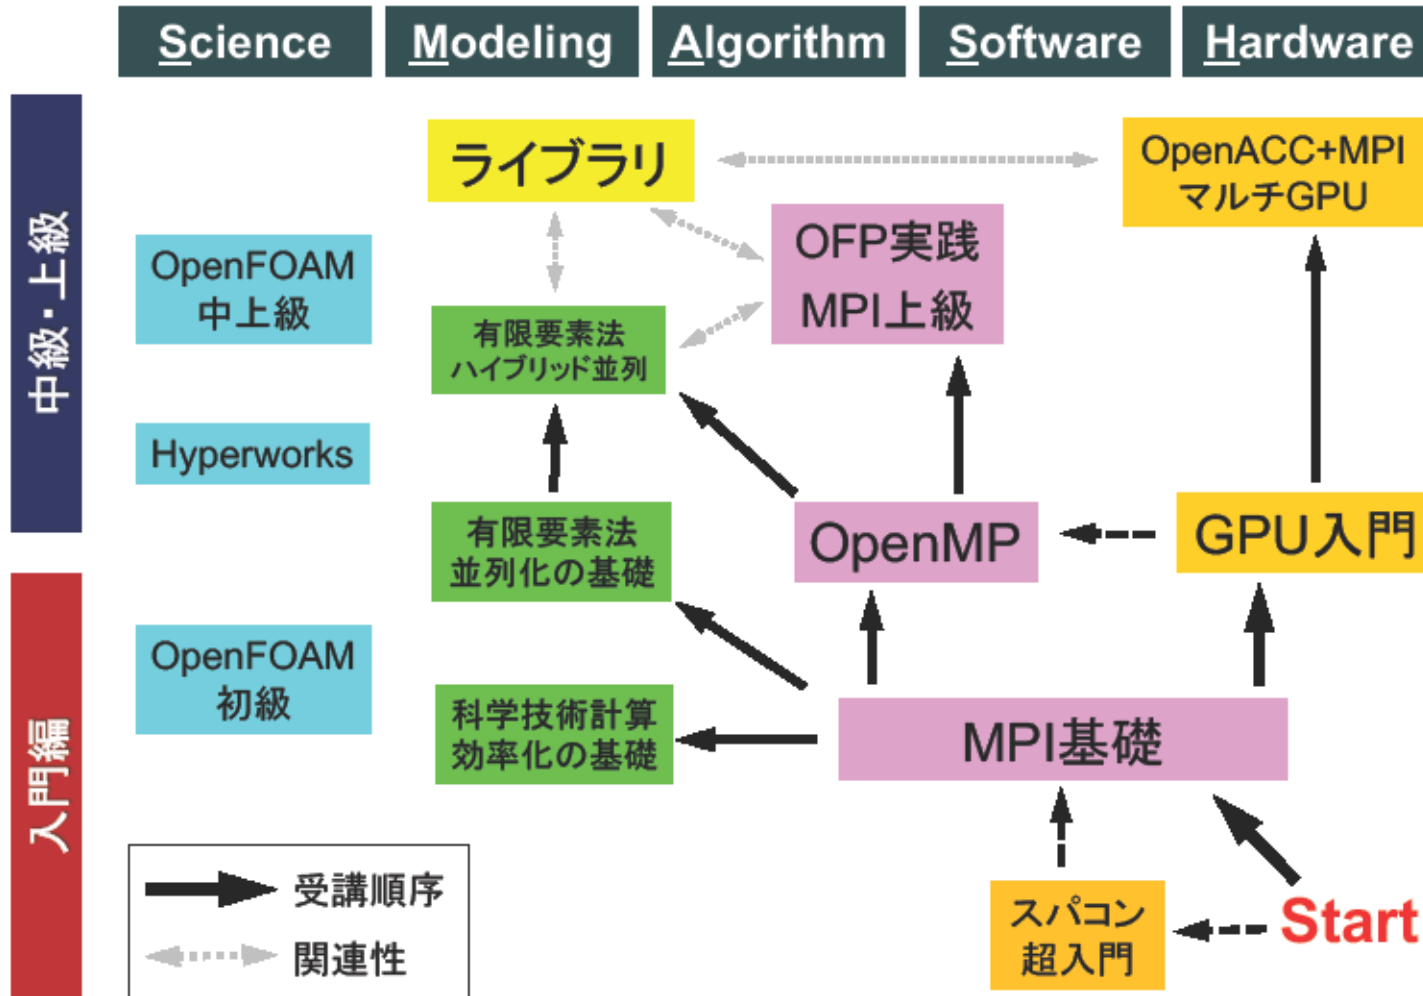 Science
Modeling
Algorithm
Software
Hardware
中級・上級
入門編
ライブラリ
OpenACC+MPI
マルチGPU
OFP実践
MPI上級
OpenFOAM
中上級
有限要素法
ハイブリッド並列
Hyperworks
有限要素法
並列化の基礎
OpenMP
GPU入門
OpenFOAM
初級
科学技術計算
効率化の基礎
MPI基礎
スパコン
超入門
Start
受講順序
関連性